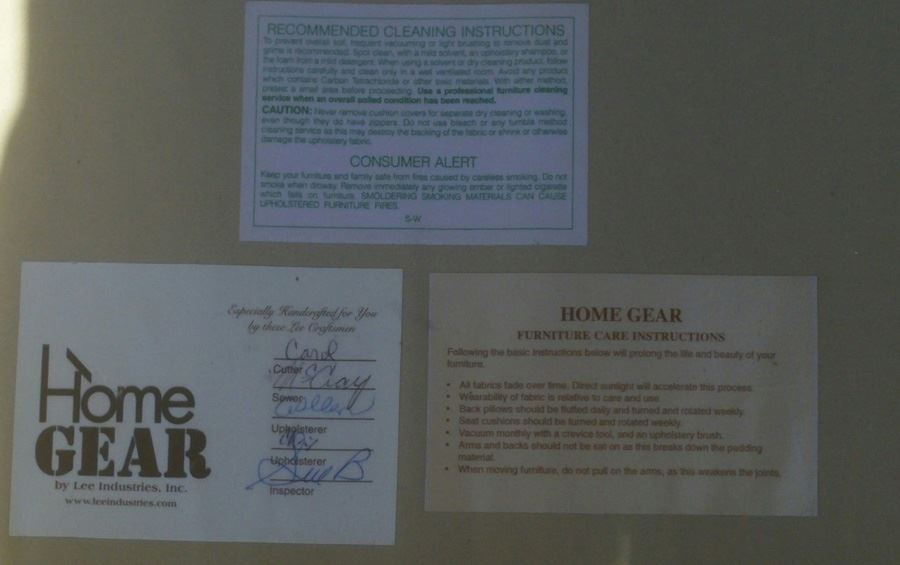 RECOMMENDED CLEANING INSTRUCTIONS
To prevent overall soil, frequent vacuuming or light brushing to remove dust and
grime is recommended. Spot clean, with a mild solvent, an upholstery shampoo, or
the foam from a mild detergent. When using a solvent or dry cleaning product, follow
instructions carefully and clean only in a well ventilated room. Avoid any product
which contains Carbon Tetrachloride or other toxic materials. With either method,
pretest a small area before proceeding. Use a professional furniture cleaning
service when an overall soiled condition has been reached.
CAUTION: Never remove cushion covers for separate dry cleaning or washing,
even though they do have zippers. Do not use bleach or any tumble method
cleaning service as this may destroy the backing of the fabric or shrink or otherwise
damage the upholstery fabric.
CONSUMER ALERT
Keep your furniture and family safe from fires caused by careless smoking. Do not
smoke when drowsy. Remove immediately any glowing ember or lighted cigarette
which falls on furniture. SMOLDERING SMOKING MATERIALS CAN CAUSE
UPHOLSTERED FURNITURE FIRES.
S-W
Home
GEAR
by Lee Industries, Inc.
www.leeindustries.com
Especially Handcrafted for You
by these Lee Craftsmen
Carol
Cutter
McCray
Sewer
Upholsterer
Upholsterer
Sue B
Inspector
HOME GEAR
FURNITURE CARE INSTRUCTIONS
Following the basic instructions below will prolong the life and beauty of your
furniture.
• All fabrics fade over time. Direct sunlight will accelerate this process.
• Wearability of fabric is relative to care and use.
• Back pillows should be fluffed daily and turned and rotated weekly.
• Seat cushions should be turned and rotated weekly.
• Vacuum monthly with a crevice tool, and an upholstery brush.
• Arms and backs should not be sat on as this breaks down the padding
material.
• When moving furniture, do not pull on the arms, as this weakens the joints.